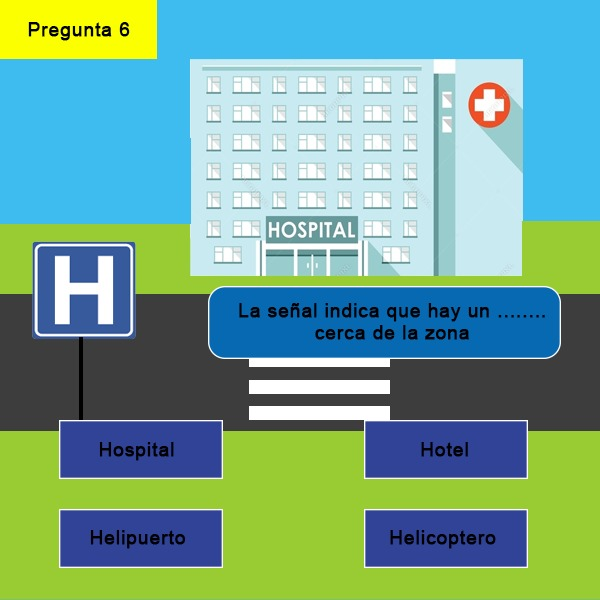 Pregunta 6
HOSPITAL
H
La señal indica que hay un ........
cerca de la zona
Hospital
Hotel
Helipuerto
Helicoptero